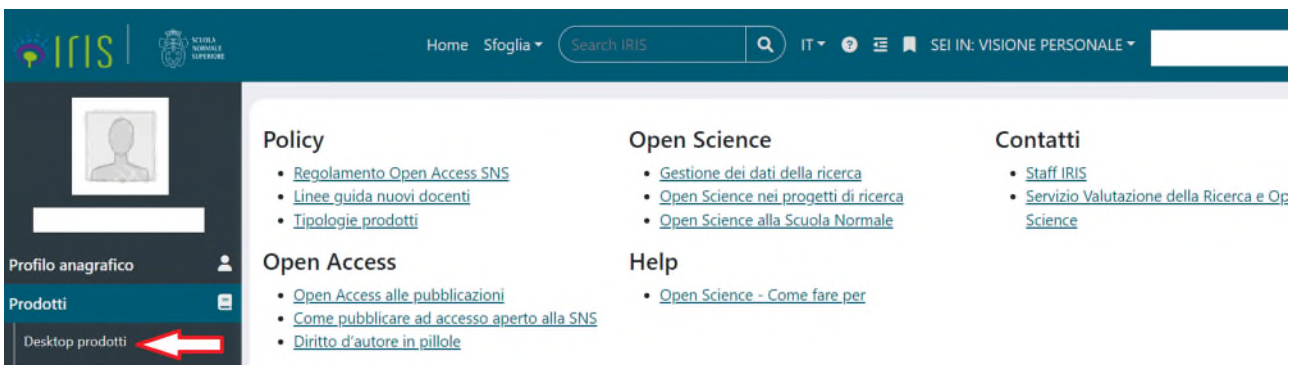 IRIS
SCUOLA
NORMALE
SUPERIORE
Home Sfoglia Search IRIS IT ? SEI IN: VISIONE PERSONALE
Policy
Regolamento Open Access SNS
Linee guida nuovi docenti
Tipologie prodotti
Open Science
Gestione dei dati della ricerca
Open Science nei progetti di ricerca
Open Science alla Scuola Normale
Contatti
Staff IRIS
Servizio Valutazione della Ricerca e Op
Science
Profilo anagrafico
Prodotti
Desktop prodotti
Open Access
Open Access alle pubblicazioni
Come pubblicare ad accesso aperto alla SNS
Diritto d'autore in pillole
Help
Open Science - Come fare per